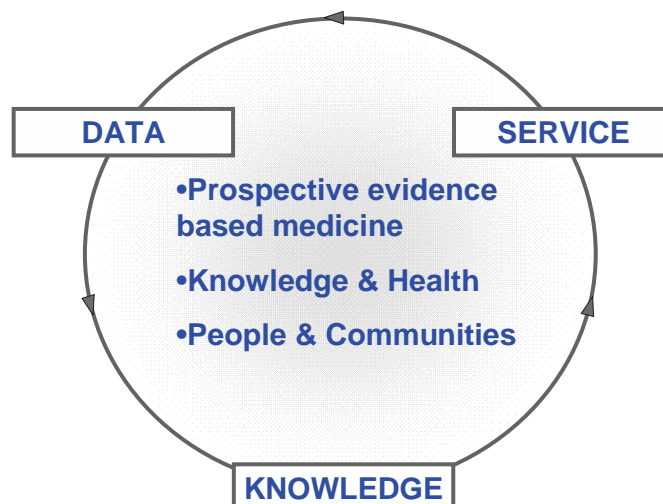 DATA
SERVICE
•Prospective evidence
based medicine
•Knowledge & Health
•People & Communities
KNOWLEDGE